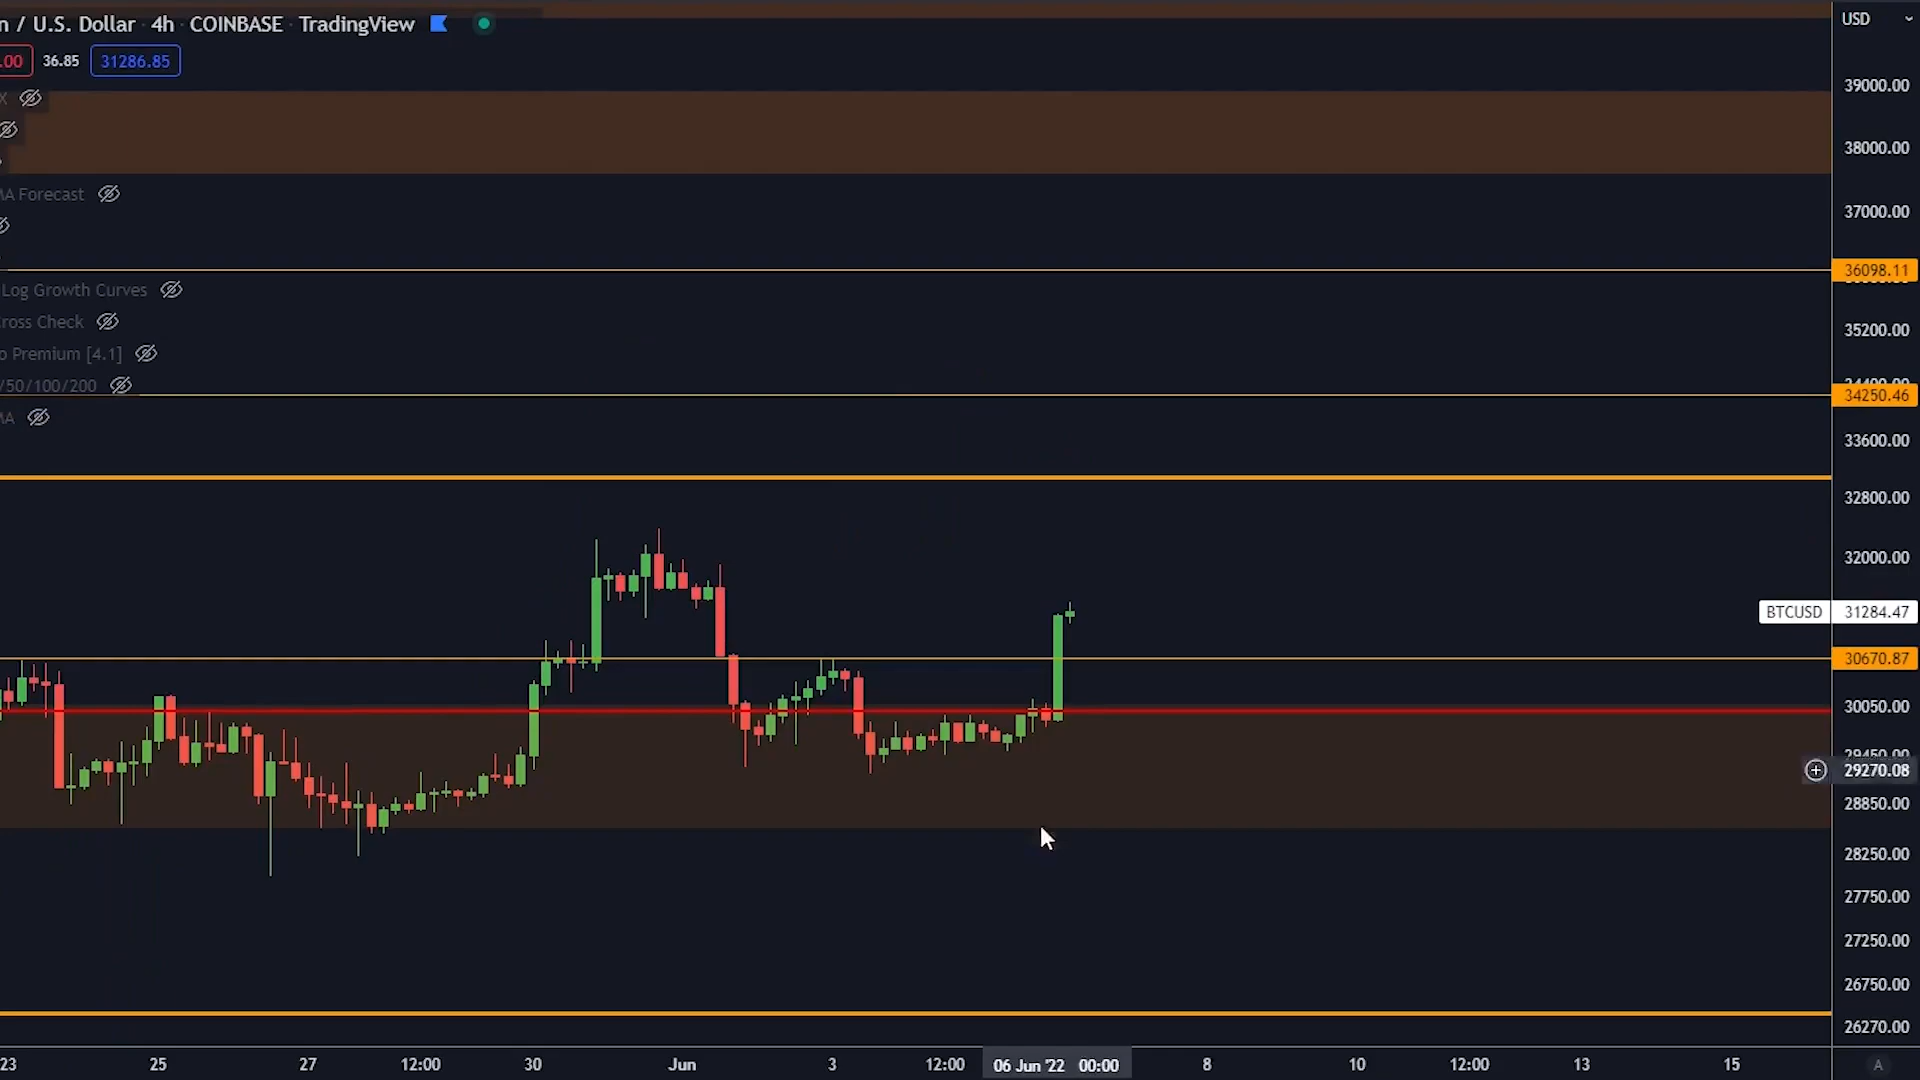 n / U.S. Dollar · 4h · COINBASE · TradingView
.00 36.85 31286.85
X
MA Forecast
Log Growth Curves
ross Check
o Premium [4.1]
/50/100/200
MA
USD
39000.00
38000.00
37000.00
36098.11
35200.00
34400.00
34250.46
33600.00
32800.00
32000.00
BTCUSD 31284.47
30670.87
30050.00
29450.00
29270.08
28850.00
28250.00
27750.00
27250.00
26750.00
26270.00
23 25 27 12:00 30 Jun 3 12:00 06 Jun '22 00:00 8 10 12:00 13 15 A